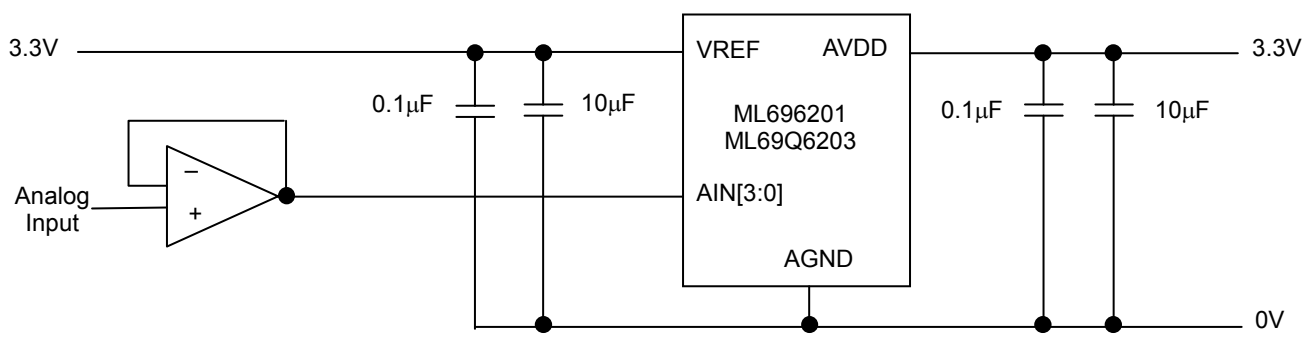 3.3V
VREF
AVDD
3.3V
0.1μF
10μF
ML696201
ML69Q6203
0.1μF
10μF
−
+
Analog
Input
AIN[3:0]
AGND
0V